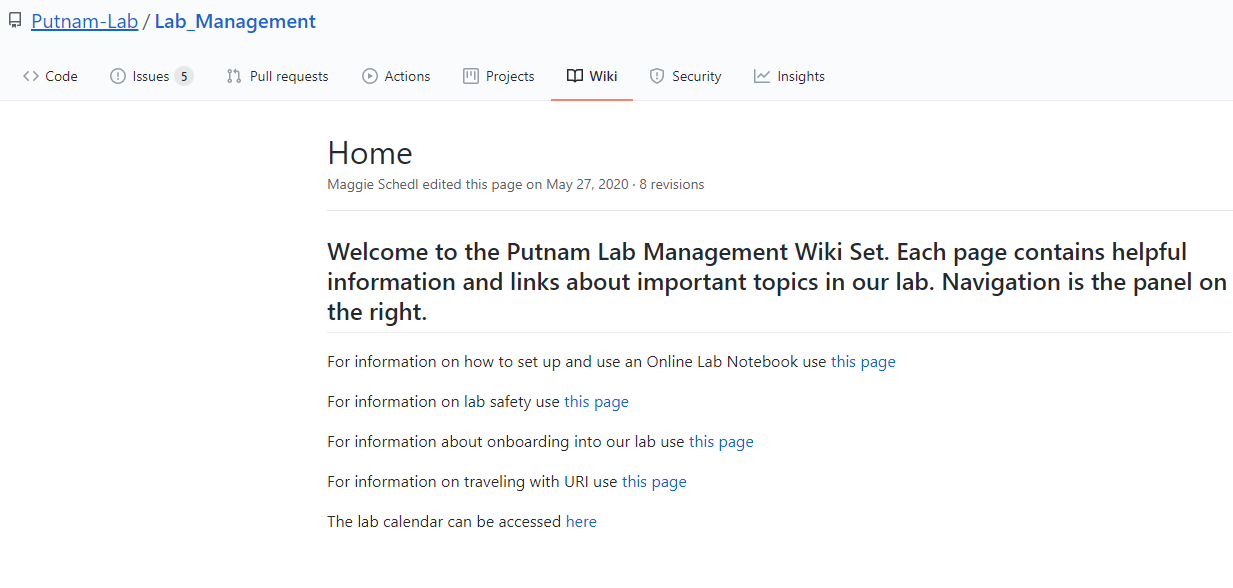 Putnam-Lab / Lab_Management
Code Issues 5 Pull requests Actions Projects Wiki Security Insights
Home
Maggie Schedl edited this page on May 27, 2020 · 8 revisions
Welcome to the Putnam Lab Management Wiki Set. Each page contains helpful
information and links about important topics in our lab. Navigation is the panel on
the right.
For information on how to set up and use an Online Lab Notebook use this page
For information on lab safety use this page
For information about onboarding into our lab use this page
For information on traveling with URI use this page
The lab calendar can be accessed here